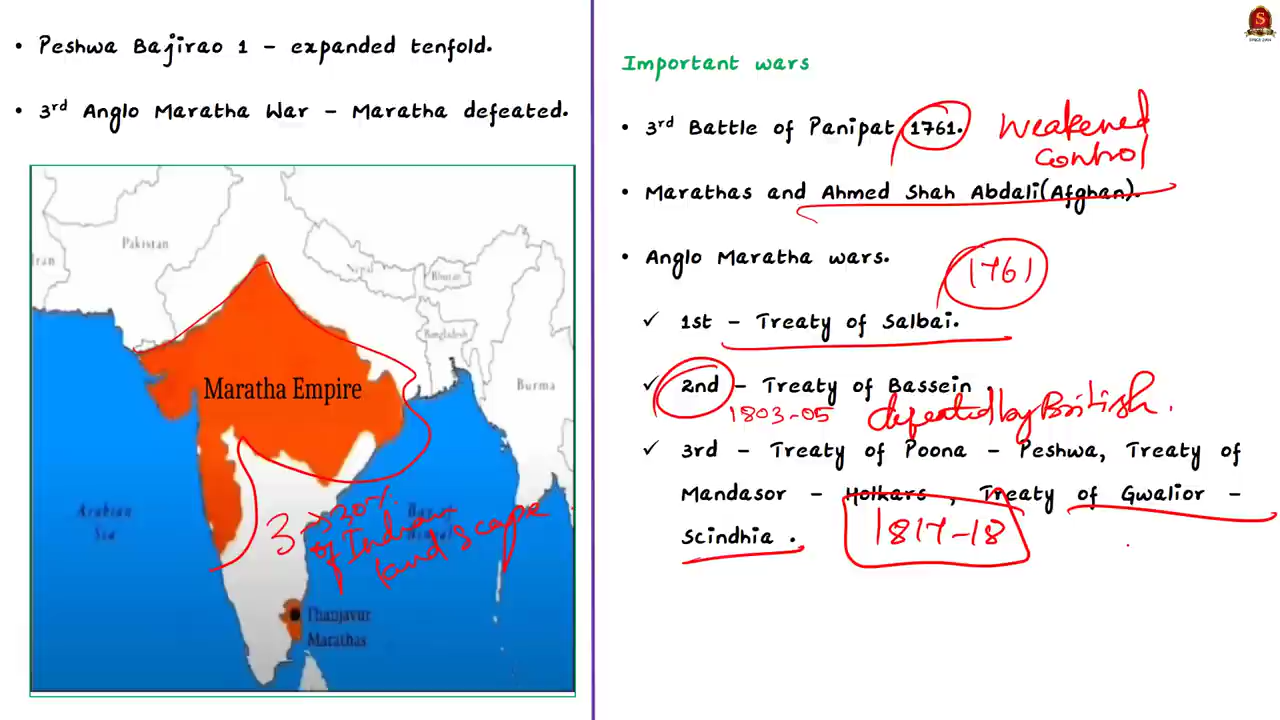 • Peshwa Bajirao 1 – expanded tenfold.
• 3rd Anglo Maratha War – Maratha defeated.
Pakistan
Iran
Nepal
Bhutan
Bangladesh
Burma
Maratha Empire
Arabian
Sea
Bay
Bengal
3 → 30%
of Indian
landscape
Thanjavur
Marathas
Important wars
• 3rd Battle of Panipat 1761. Weakened
control
• Marathas and Ahmed Shah Abdali(Afghan).
• Anglo Maratha wars.
1761
✓ 1st – Treaty of Salbai.
✓ 2nd – Treaty of Bassein .
1803-05 defeated by British.
✓ 3rd – Treaty of Poona – Peshwa, Treaty of
Mandasor – Holkars , Treaty of Gwalior –
Scindhia .
1817-18
S